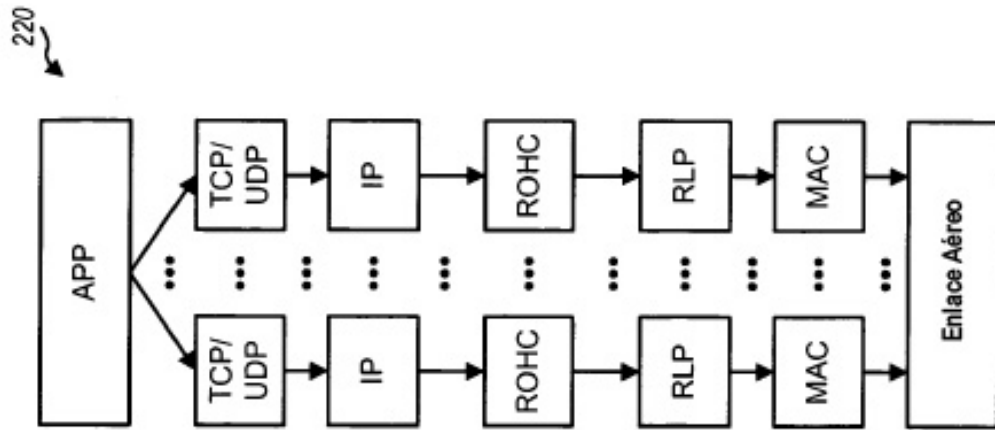 220
APP
TCP/
UDP
TCP/
UDP
IP
IP
ROHC
ROHC
RLP
RLP
MAC
MAC
Enlace Aéreo